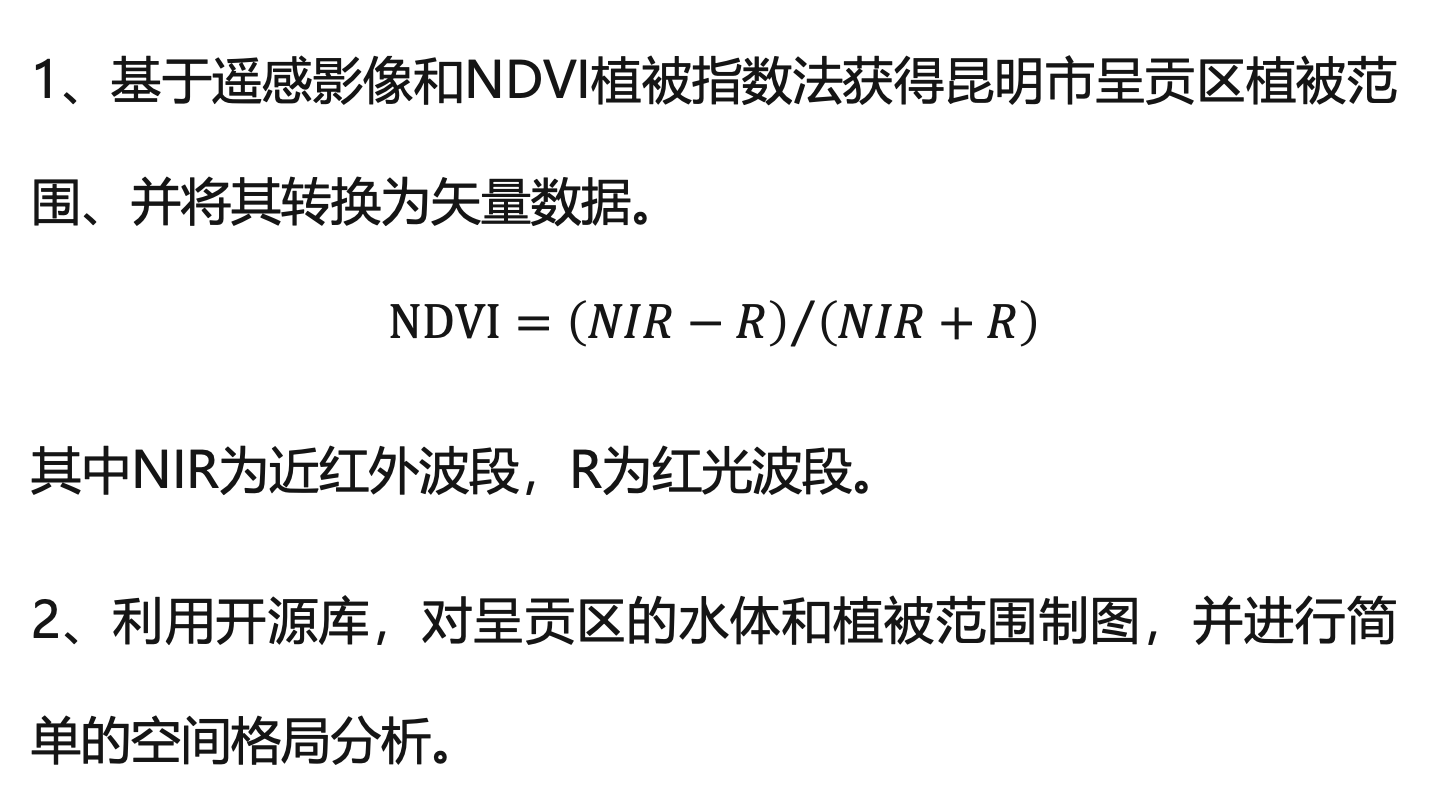 1、基于遥感影像和NDVI植被指数法获得昆明市呈贡区植被范
围、并将其转换为矢量数据。
NDVI = (NIR − R)/(NIR + R)
其中NIR为近红外波段，R为红光波段。
2、利用开源库，对呈贡区的水体和植被范围制图，并进行简
单的空间格局分析。